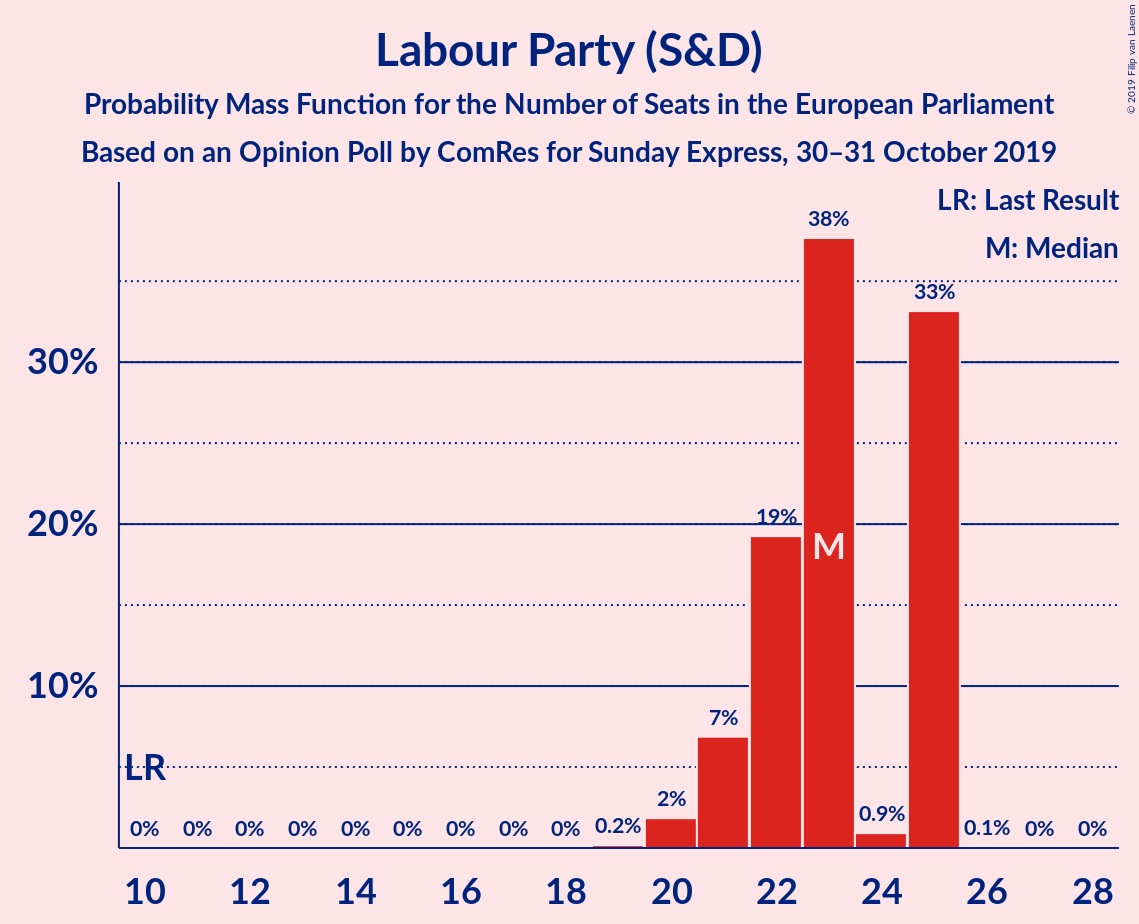 Labour Party (S&D)
Probability Mass Function for the Number of Seats in the European Parliament
Based on an Opinion Poll by ComRes for Sunday Express, 30–31 October 2019
© 2019 Filip van Laenen
LR: Last Result
M: Median
30%
20%
10%
LR
M
0% 0% 0% 0% 0% 0% 0% 0% 0% 0.2% 2% 7% 19% 38% 0.9% 33% 0.1% 0% 0%
10 12 14 16 18 20 22 24 26 28